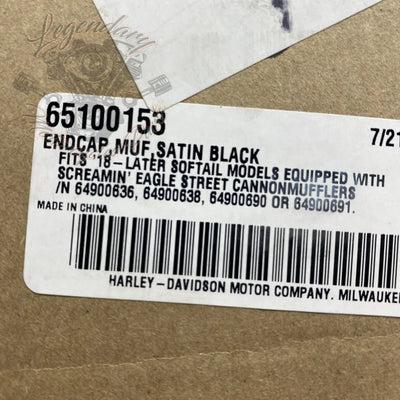 Legendary
65100153
7/21
ENDCAP,MUF,SATIN BLACK
FITS '18-LATER SOFTAIL MODELS EQUIPPED WITH
SCREAMIN' EAGLE STREET CANNONMUFFLERS
/N 64900636, 64900638, 64900690 OR 64900691.
MADE IN CHINA
HARLEY-DAVIDSON MOTOR COMPANY. MILWAUKEE